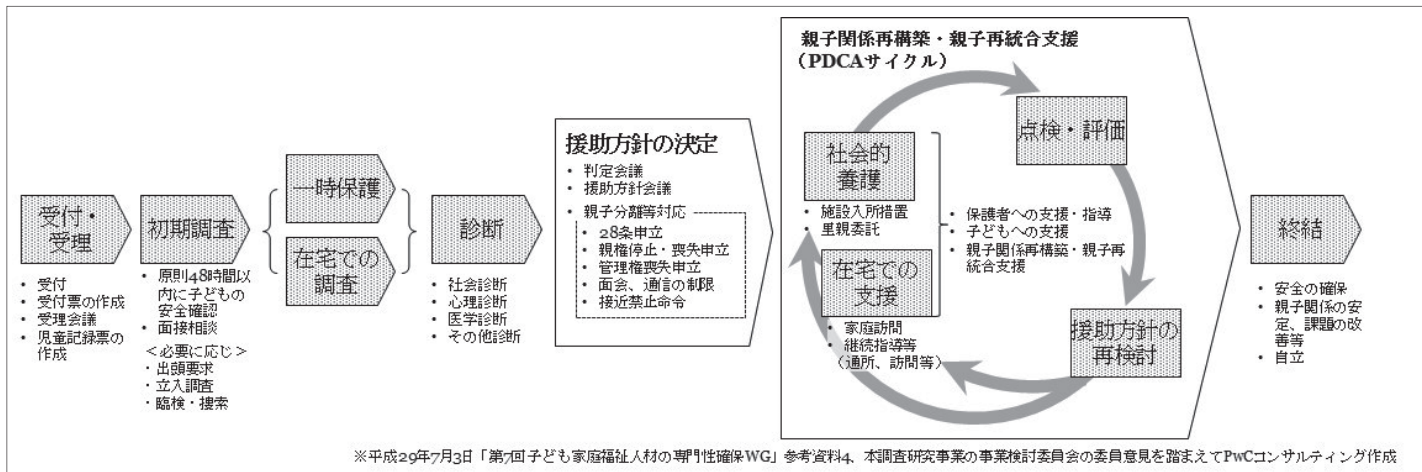 受付・
受理
・受付
・受付票の作成
・受理会議
・児童記録票の
作成
初期調査
・原則48時間以
内に子どもの
安全確認
・面接相談
＜必要に応じ＞
・出頭要求
・立入調査
・臨検・捜索
一時保護
在宅での
調査
診断
・社会診断
・心理診断
・医学診断
・その他診断
援助方針の決定
・判定会議
・援助方針会議
・親子分離等対応
・28条申立
・親権停止・喪失申立
・管理権喪失申立
・面会、通信の制限
・接近禁止命令
親子関係再構築・親子再統合支援
（PDCAサイクル）
社会的
養護
・施設入所措置
・里親委託
在宅での
支援
・家庭訪問
・継続指導等
（通所、訪問等）
・保護者への支援・指導
・子どもへの支援
・親子関係再構築・親子再
統合支援
点検・評価
援助方針の
再検討
終結
・安全の確保
・親子関係の安
定、課題の改
善等
・自立
※平成29年7月3日「第7回子ども家庭福祉人材の専門性確保WG」参考資料4、本調査研究事業の事業検討委員会の委員意見を踏まえてPwCコンサルティング作成